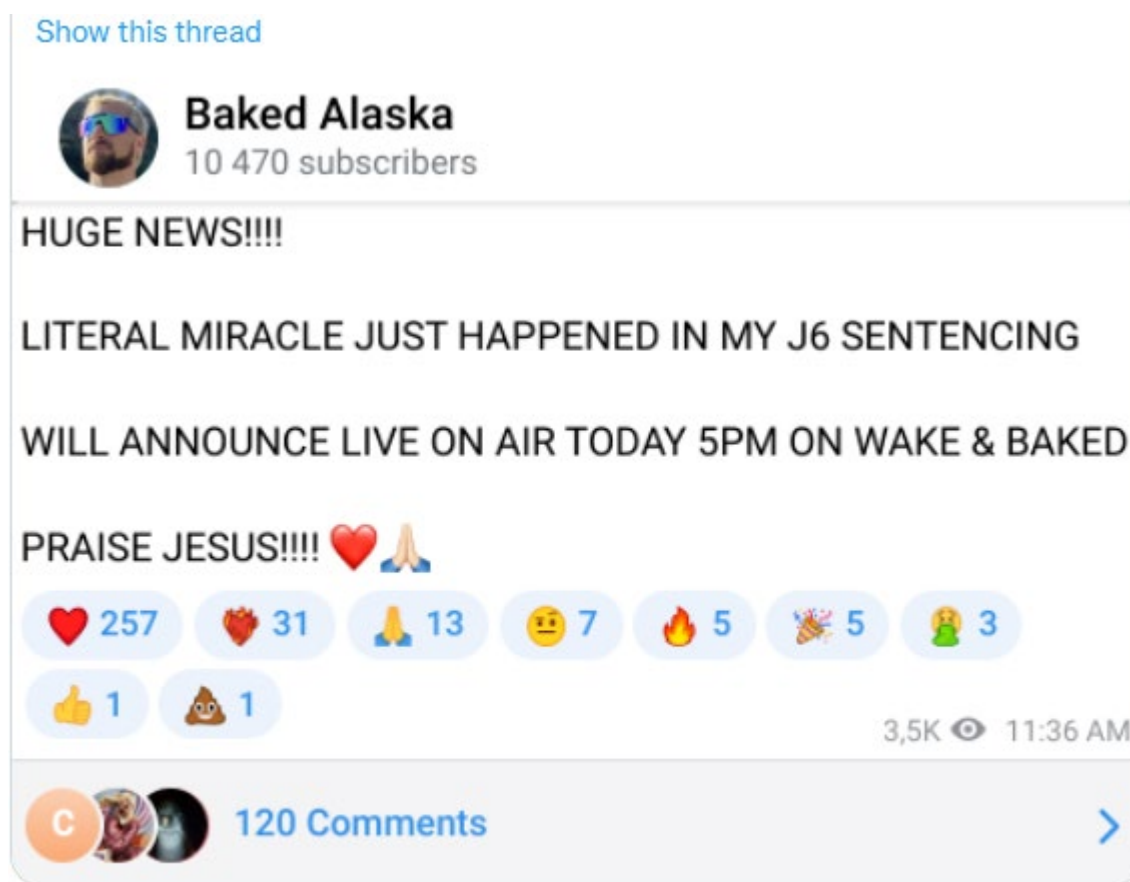 Show this thread
Baked Alaska
10 470 subscribers
HUGE NEWS!!!!
LITERAL MIRACLE JUST HAPPENED IN MY J6 SENTENCING
WILL ANNOUNCE LIVE ON AIR TODAY 5PM ON WAKE & BAKED
PRAISE JESUS!!!! ❤️🙏🏻
❤️ 257 ❤️‍🔥 31 🙏 13 🤨 7 🔥 5 🎉 5 🤮 3
👍 1 💩 1
3,5K 11:36 AM
C 120 Comments